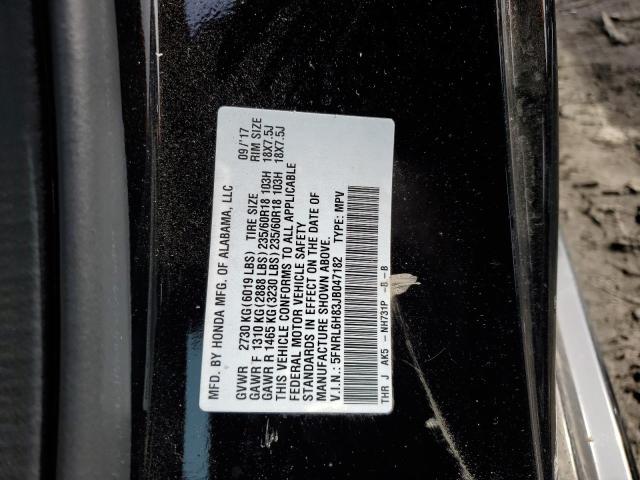 MFD. BY HONDA MFG. OF ALABAMA, LLC 09/'17
GVWR 2730 KG(6019 LBS) TIRE SIZE RIM SIZE
GAWR F 1310 KG(2888 LBS) 235/60R18 103H 18X7.5J
GAWR R 1465 KG(3230 LBS) 235/60R18 103H 18X7.5J
THIS VEHICLE CONFORMS TO ALL APPLICABLE
FEDERAL MOTOR VEHICLE SAFETY
STANDARDS IN EFFECT ON THE DATE OF
MANUFACTURE SHOWN ABOVE.
V.I.N.: 5FNRL6H83JB047182 TYPE: MPV
THR J AK5 - NH731P -B -B